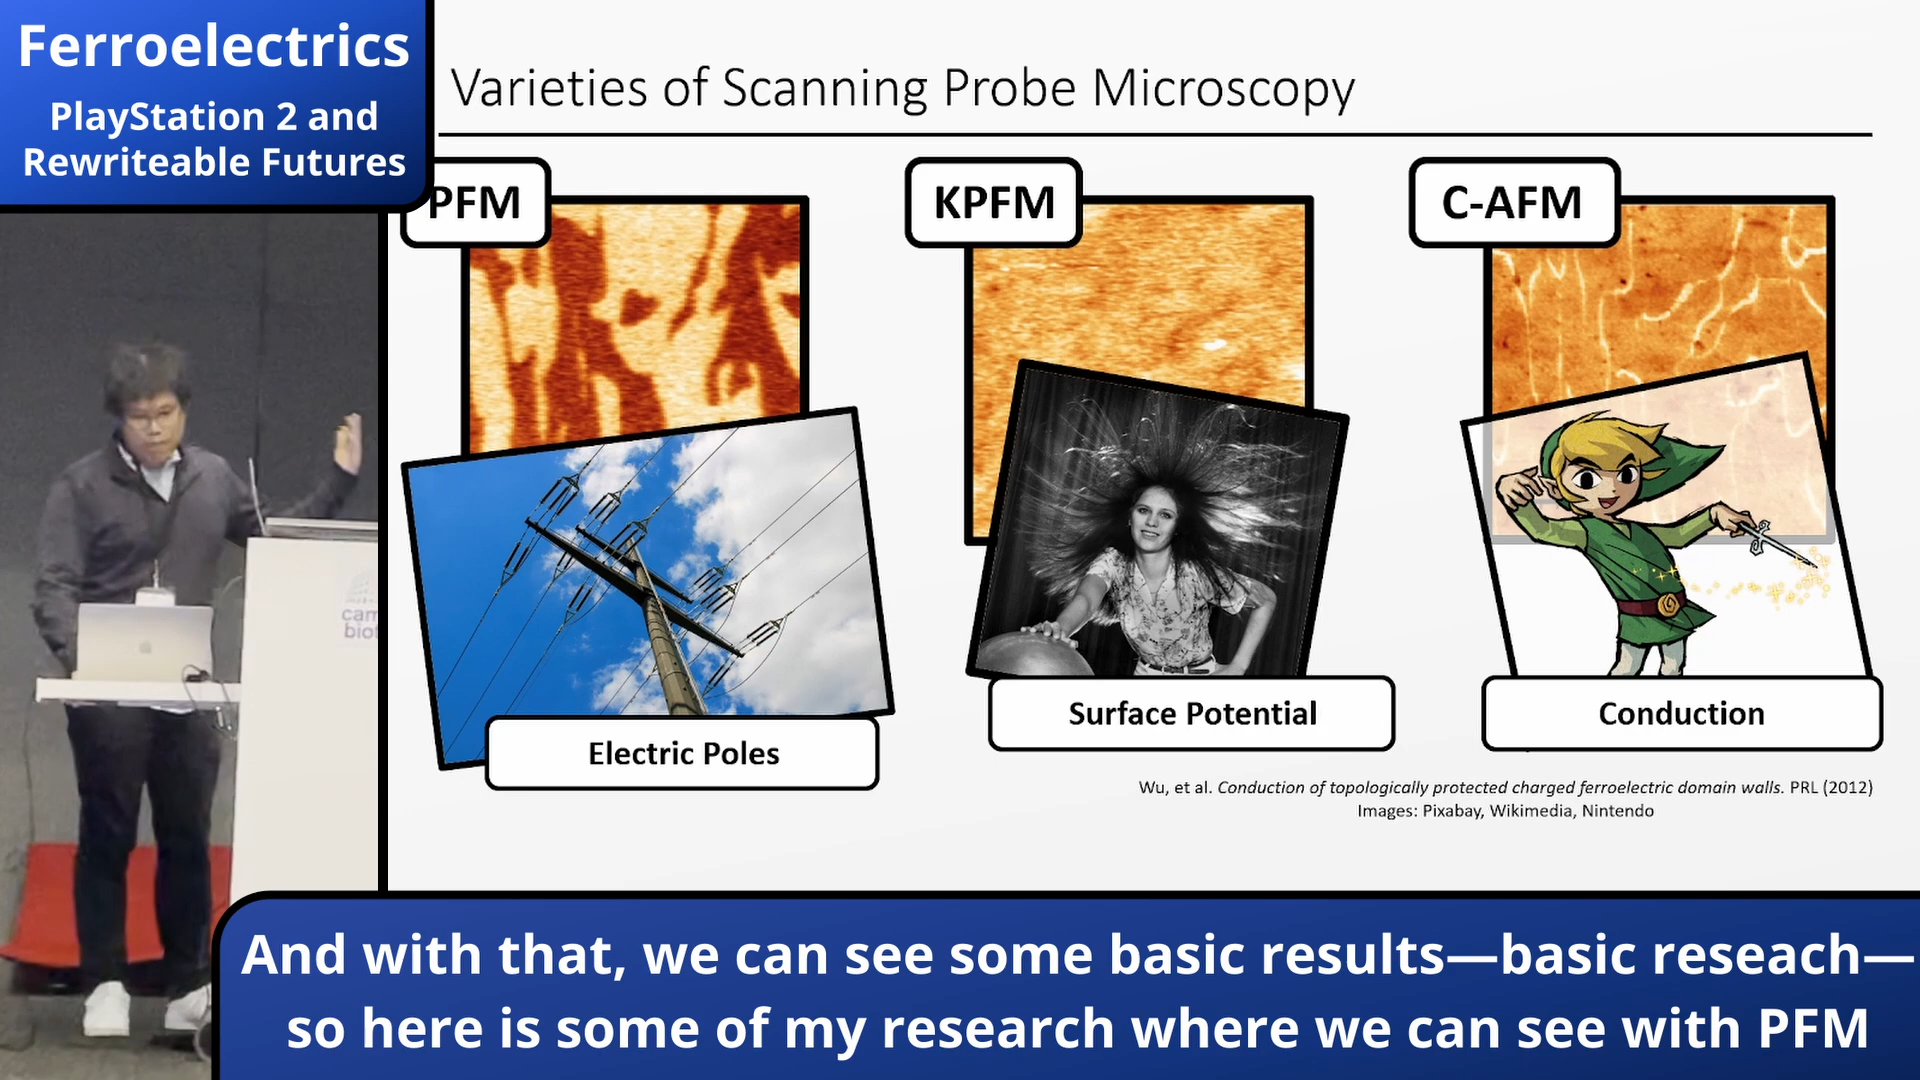 Ferroelectrics
PlayStation 2 and
Rewriteable Futures
Varieties of Scanning Probe Microscopy
PFM
KPFM
C-AFM
Electric Poles
Surface Potential
Conduction
Wu, et al. Conduction of topologically protected charged ferroelectric domain walls. PRL (2012)
Images: Pixabay, Wikimedia, Nintendo
And with that, we can see some basic results—basic reseach—
so here is some of my research where we can see with PFM